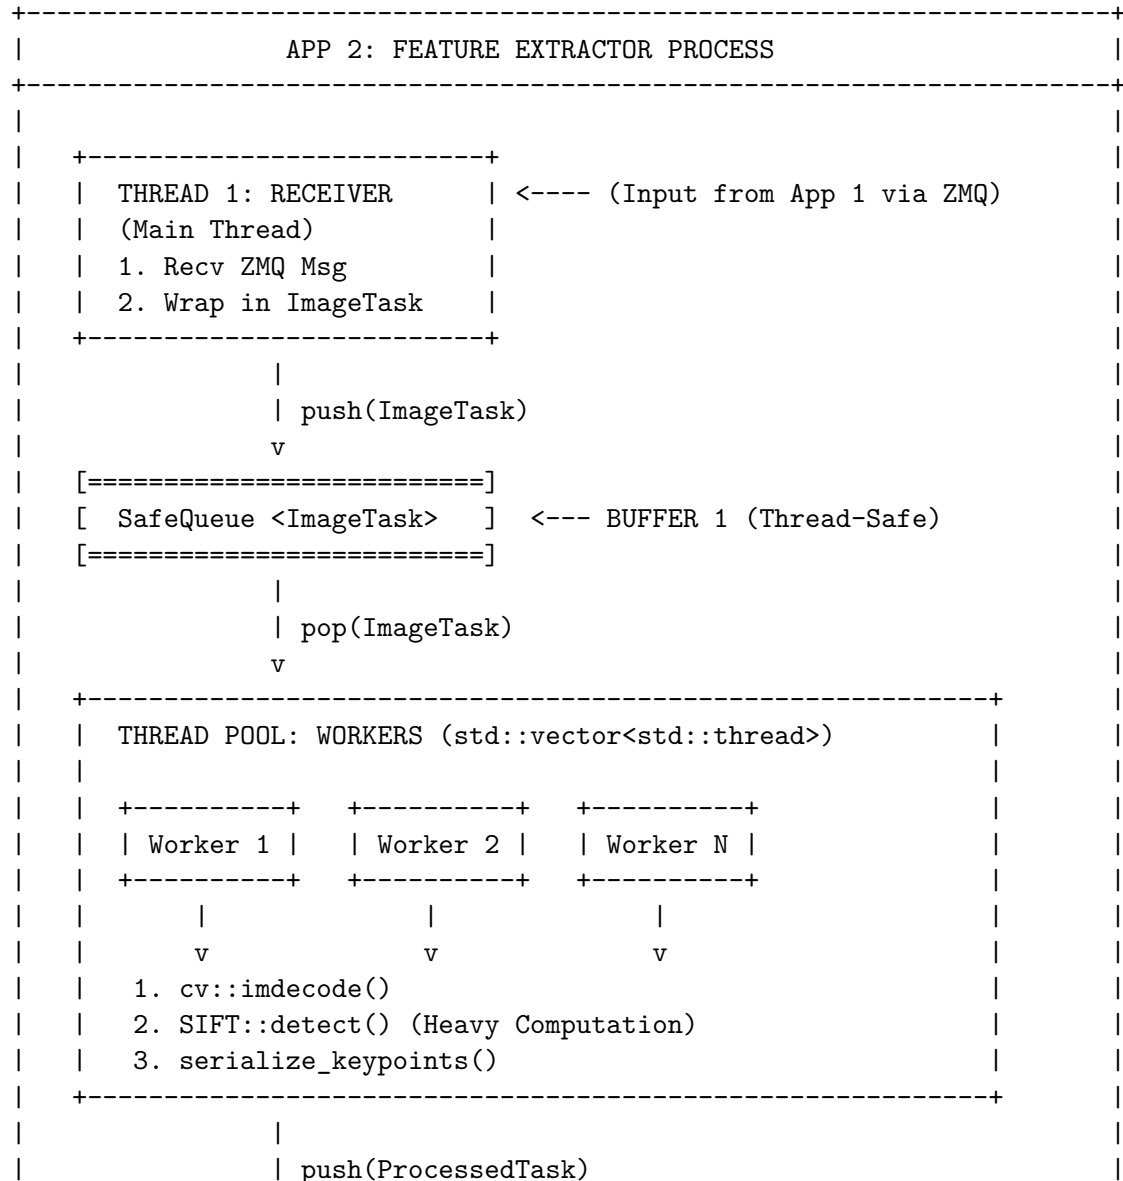 +-----------------------------------------------------------------------+
|                 APP 2: FEATURE EXTRACTOR PROCESS                      |
+-----------------------------------------------------------------------+
|                                                                       |
|   +--------------------------+                                        |
|   |  THREAD 1: RECEIVER      | <---- (Input from App 1 via ZMQ)       |
|   |  (Main Thread)           |                                        |
|   |  1. Recv ZMQ Msg         |                                        |
|   |  2. Wrap in ImageTask    |                                        |
|   +--------------------------+                                        |
|                |                                                      |
|                | push(ImageTask)                                      |
|                v                                                      |
|   [==========================]                                        |
|   [  SafeQueue <ImageTask>   ]  <--- BUFFER 1 (Thread-Safe)           |
|   [==========================]                                        |
|                |                                                      |
|                | pop(ImageTask)                                       |
|                v                                                      |
|   +-----------------------------------------------------------+       |
|   |  THREAD POOL: WORKERS (std::vector<std::thread>)          |       |
|   |                                                           |       |
|   |  +----------+   +----------+   +----------+               |       |
|   |  | Worker 1 |   | Worker 2 |   | Worker N |               |       |
|   |  +----------+   +----------+   +----------+               |       |
|   |       |              |              |                     |       |
|   |       v              v              v                     |       |
|   |   1. cv::imdecode()                                       |       |
|   |   2. SIFT::detect() (Heavy Computation)                   |       |
|   |   3. serialize_keypoints()                                |       |
|   +-----------------------------------------------------------+       |
|                |                                                      |
|                | push(ProcessedTask)                                  |